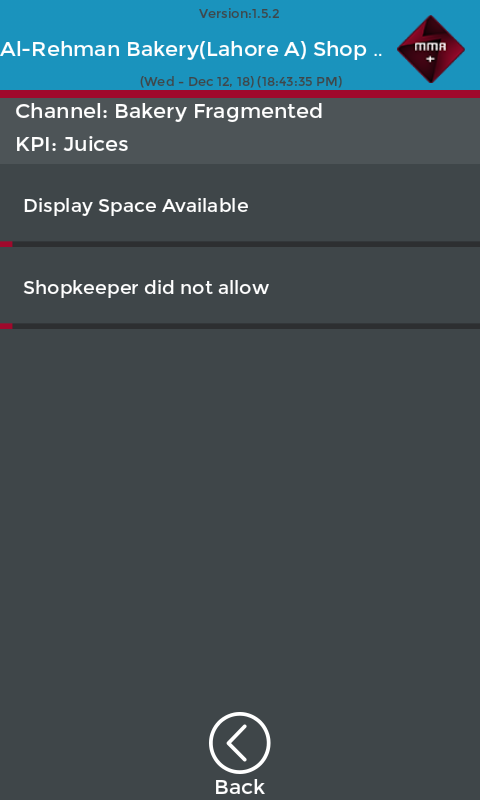 Version:1.5.2
Al-Rehman Bakery(Lahore A) Shop ..
MMA
+
(Wed - Dec 12, 18) (18:43:35 PM)
Channel: Bakery Fragmented
KPI: Juices
Display Space Available
Shopkeeper did not allow
Back